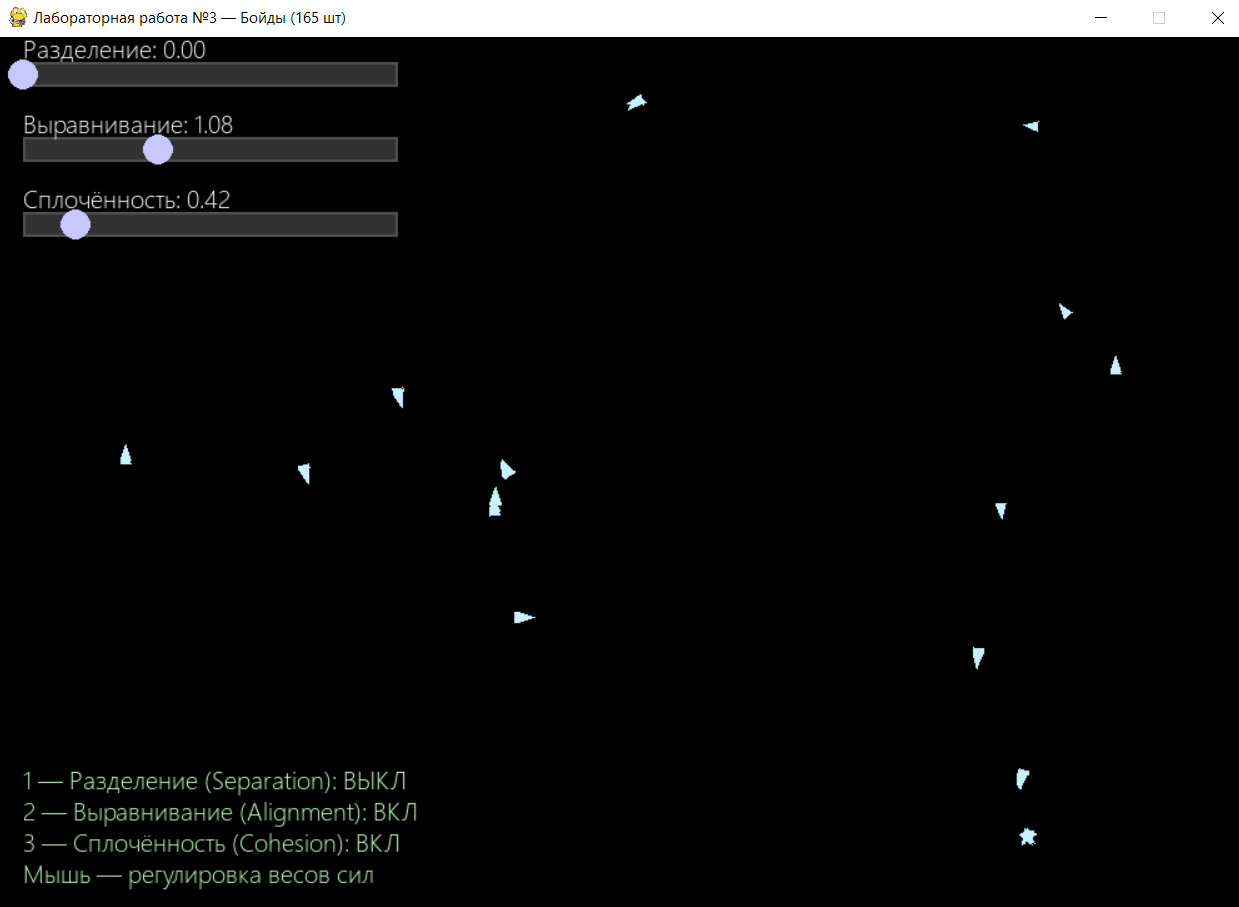 Лабораторная работа №3 — Бойды (165 шт)
Разделение: 0.00
Выравнивание: 1.08
Сплочённость: 0.42
1 — Разделение (Separation): ВЫКЛ
2 — Выравнивание (Alignment): ВКЛ
3 — Сплочённость (Cohesion): ВКЛ
Мышь — регулировка весов сил